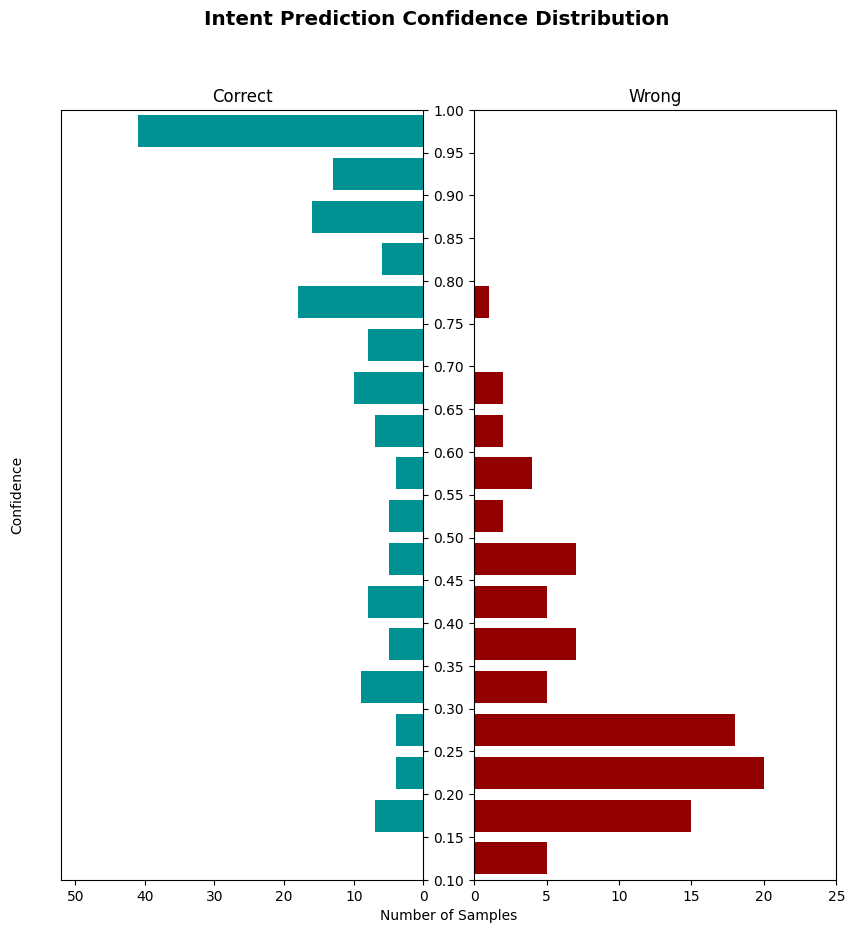 Intent Prediction Confidence Distribution
Correct
Wrong
1.00
0.95
0.90
0.85
0.80
0.75
0.70
0.65
0.60
0.55
0.50
0.45
0.40
0.35
0.30
0.25
0.20
0.15
0.10
Confidence
50 40 30 20 10 0
0 5 10 15 20 25
Number of Samples